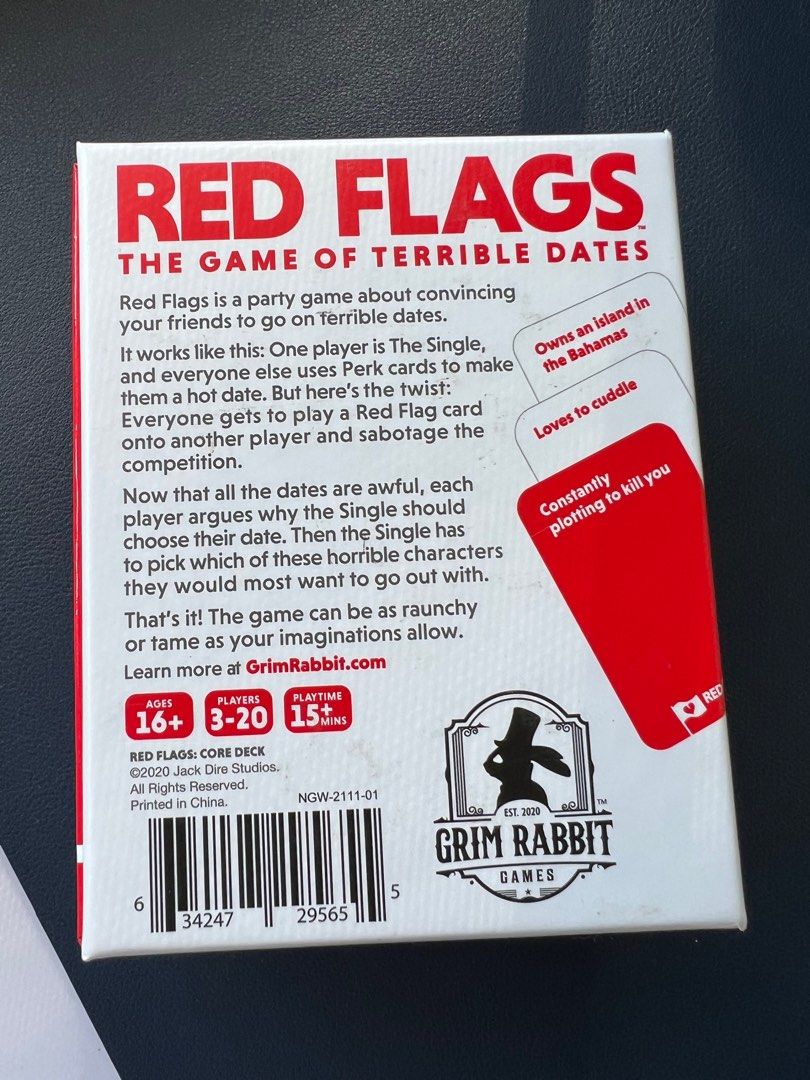 RED FLAGS™
THE GAME OF TERRIBLE DATES
Red Flags is a party game about convincing
your friends to go on terrible dates.
It works like this: One player is The Single,
and everyone else uses Perk cards to make
them a hot date. But here's the twist:
Everyone gets to play a Red Flag card
onto another player and sabotage the
competition.
Now that all the dates are awful, each
player argues why the Single should
choose their date. Then the Single has
to pick which of these horrible characters
they would most want to go out with.
That's it! The game can be as raunchy
or tame as your imaginations allow.
Learn more at GrimRabbit.com
Owns an island in
the Bahamas
Loves to cuddle
Constantly
plotting to kill you
RED
AGES
16+
PLAYERS
3-20
PLAYTIME
15+ MINS
RED FLAGS: CORE DECK
©2020 Jack Dire Studios.
All Rights Reserved.
Printed in China.
NGW-2111-01
6 34247 29565 5
EST. 2020
GRIM RABBIT™
GAMES